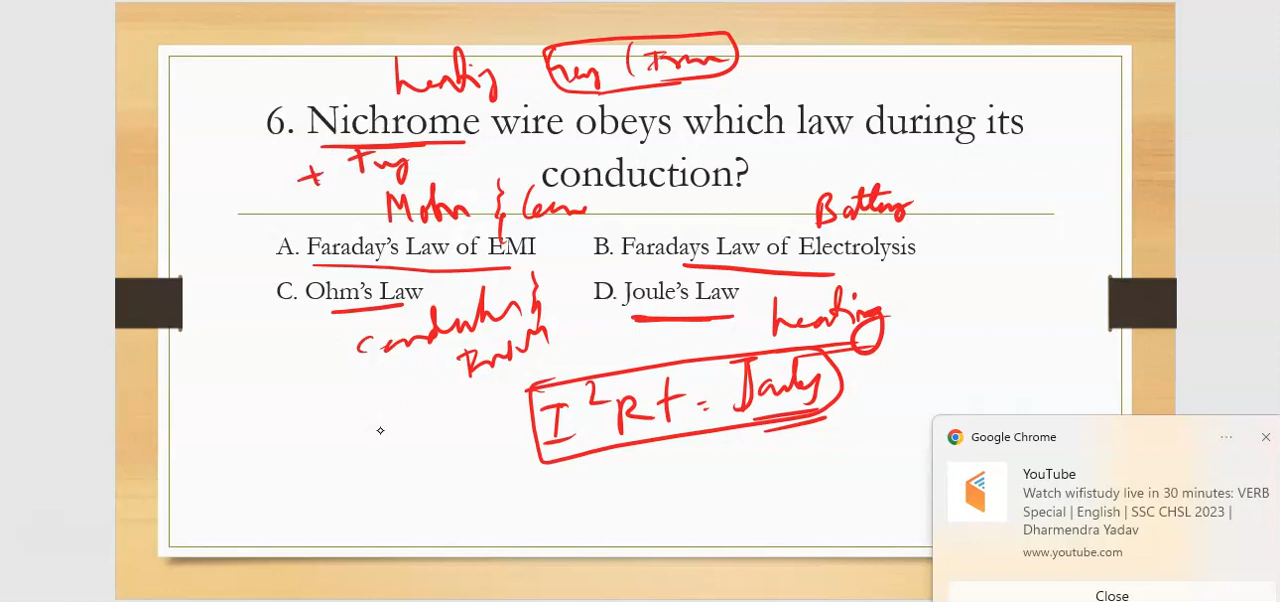 heating
6. Nichrome wire obeys which law during its
conduction?
+
Motor
Battery
A. Faraday's Law of EMI
B. Faradays Law of Electrolysis
C. Ohm's Law
D. Joule's Law
heating
I²Rt = Joules
Google Chrome
YouTube
Watch wifistudy live in 30 minutes: VERB
Special | English | SSC CHSL 2023 |
Dharmendra Yadav
www.youtube.com
Close